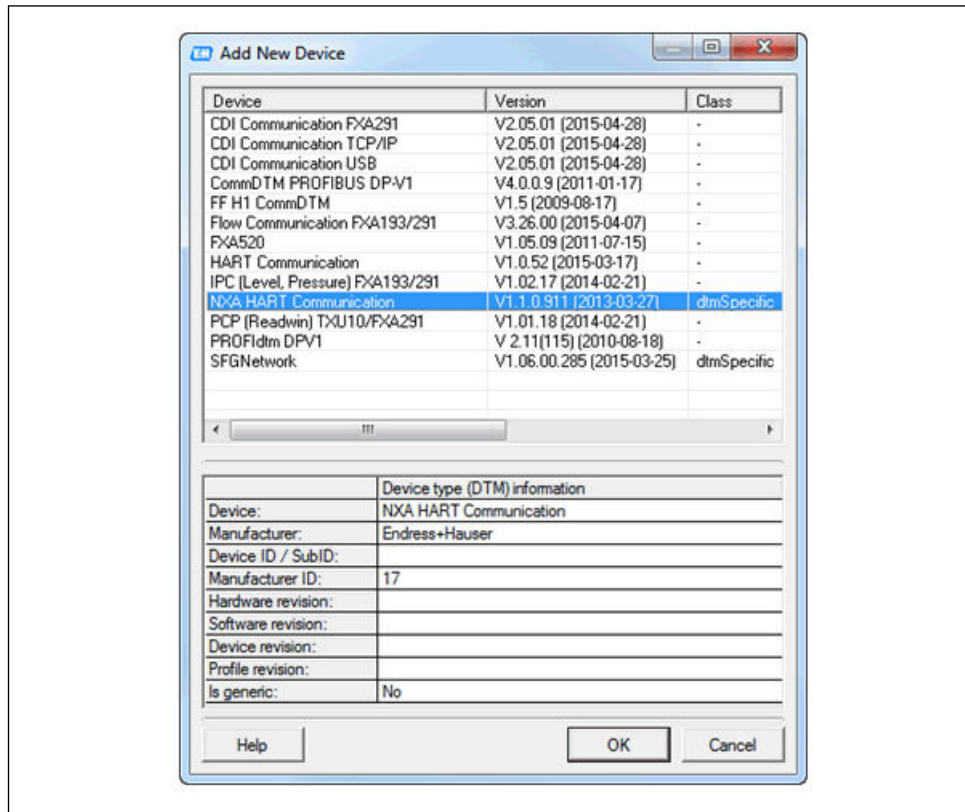 E+H Add New Device
Device Version Class
CDI Communication FXA291 V2.05.01 (2015-04-28) -
CDI Communication TCP/IP V2.05.01 (2015-04-28) -
CDI Communication USB V2.05.01 (2015-04-28) -
CommDTM PROFIBUS DP-V1 V4.0.0.9 (2011-01-17) -
FF H1 CommDTM V1.5 (2009-08-17) -
Flow Communication FXA193/291 V3.26.00 (2015-04-07) -
FXA520 V1.05.09 (2011-07-15) -
HART Communication V1.0.52 (2015-03-17) -
IPC (Level, Pressure) FXA193/291 V1.02.17 (2014-02-21) -
NXA HART Communication V1.1.0.911 (2013-03-27) dtmSpecific
PCP (Readwin) TXU10/FXA291 V1.01.18 (2014-02-21) -
PROFIdtm DPV1 V 2.11(115) (2010-08-18) -
SFGNetwork V1.06.00.285 (2015-03-25) dtmSpecific
Device type (DTM) information
Device: NXA HART Communication
Manufacturer: Endress+Hauser
Device ID / SubID:
Manufacturer ID: 17
Hardware revision:
Software revision:
Device revision:
Profile revision:
Is generic: No
Help OK Cancel